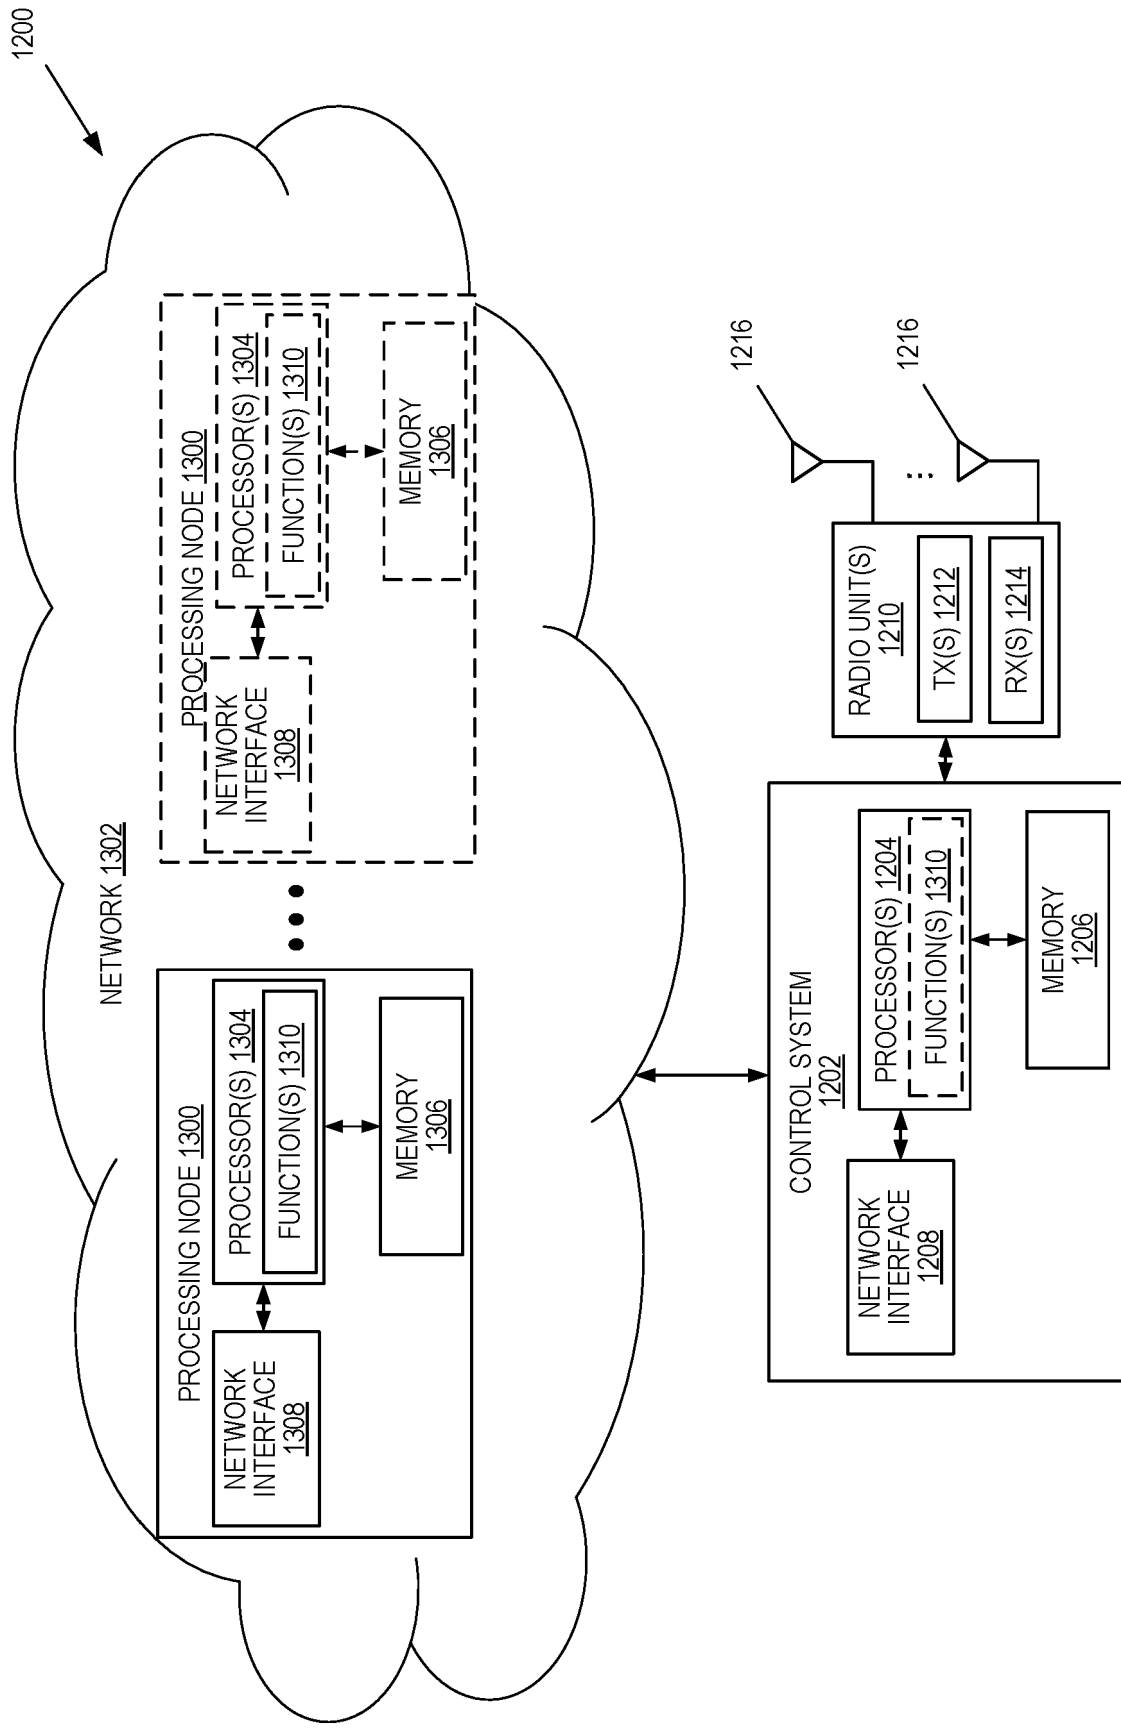 1200
NETWORK 1302
PROCESSING NODE 1300
NETWORK
INTERFACE
1308
PROCESSOR(S) 1304
FUNCTION(S) 1310
MEMORY
1306
PROCESSING NODE 1300
NETWORK
INTERFACE
1308
PROCESSOR(S) 1304
FUNCTION(S) 1310
MEMORY
1306
CONTROL SYSTEM
1202
NETWORK
INTERFACE
1208
PROCESSOR(S) 1204
FUNCTION(S) 1310
MEMORY
1206
RADIO UNIT(S)
1210
TX(S) 1212
RX(S) 1214
1216
1216